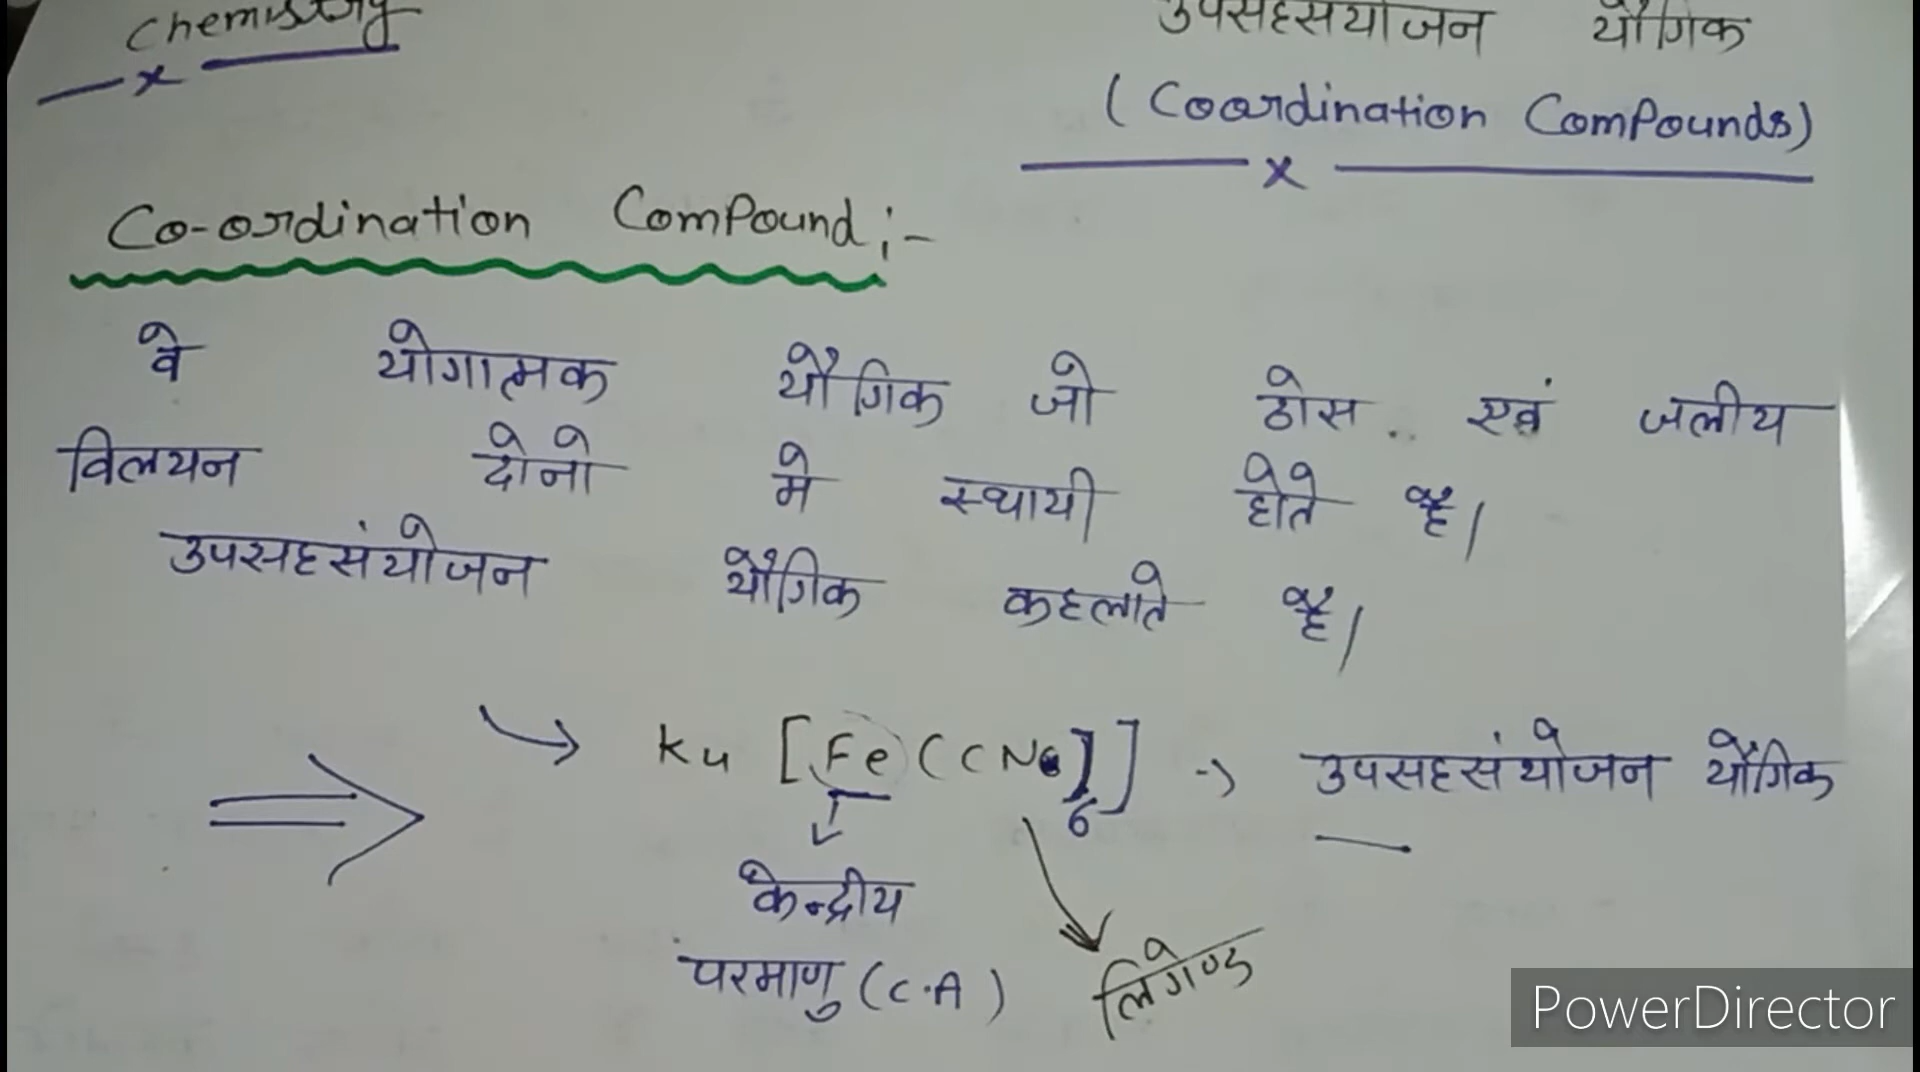 Chemistry
उपसहसंयोजन यौगिक
(Coordination Compounds)
x
x
Co-ordination Compound :-
वे योगात्मक यौगिक जो ठोस एवं जलीय
विलयन दोनो मे स्थायी होते है।
उपसहसंयोजन यौगिक कहलाते है।
K4 [Fe(CN)6] → उपसहसंयोजन यौगिक
केन्द्रीय
परमाणु (C.A)
लिगेण्ड
PowerDirector